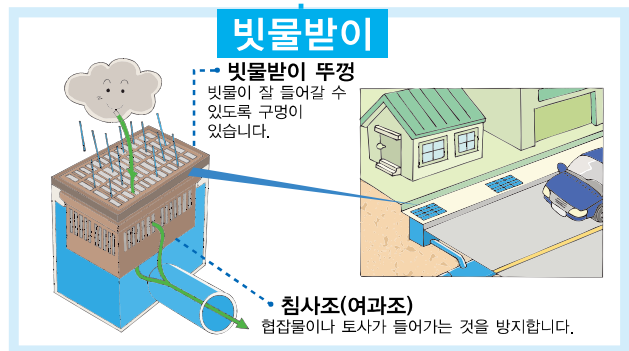 빗물받이
빗물받이 뚜껑
빗물이 잘 들어갈 수
있도록 구멍이
있습니다.
침사조(여과조)
협잡물이나 토사가 들어가는 것을 방지합니다.